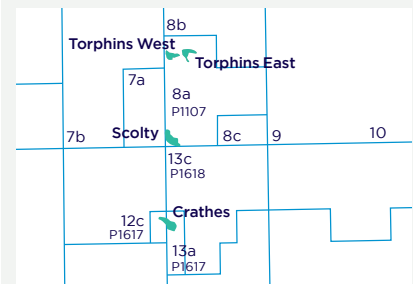 8b
Torphins West
Torphins East
7a
8a
P1107
7b
Scolty
8c
9
10
13c
P1618
12c
P1617
Crathes
13a
P1617